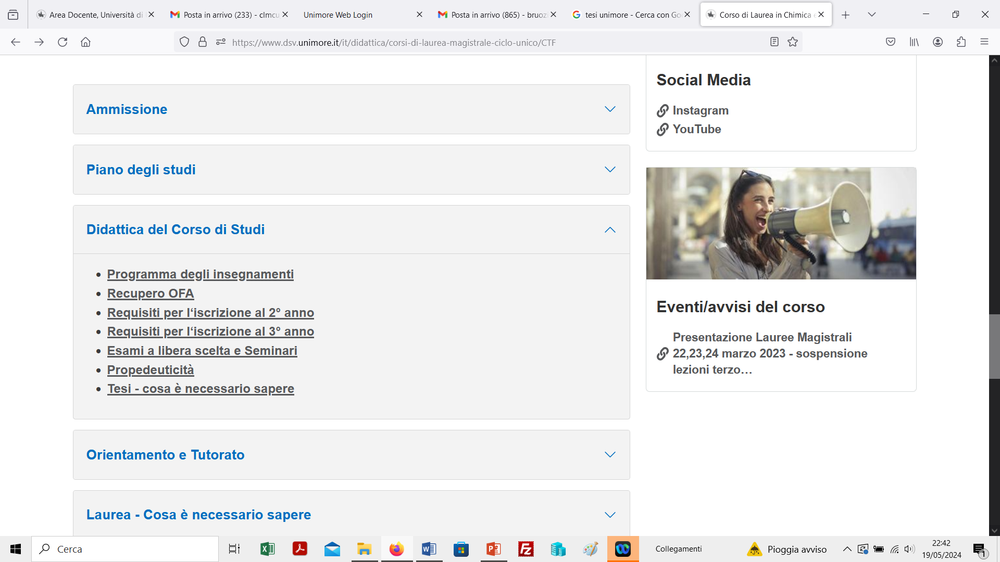 Area Docente, Università di
Posta in arrivo (233) - clmcu
Unimore Web Login
Posta in arrivo (865) - bruozi
tesi unimore - Cerca con Go
Corso di Laurea in Chimica e
https://www.dsv.unimore.it/it/didattica/corsi-di-laurea-magistrale-ciclo-unico/CTF
Ammissione
Piano degli studi
Didattica del Corso di Studi
Programma degli insegnamenti
Recupero OFA
Requisiti per l‘iscrizione al 2° anno
Requisiti per l‘iscrizione al 3° anno
Esami a libera scelta e Seminari
Propedeuticità
Tesi - cosa è necessario sapere
Orientamento e Tutorato
Laurea - Cosa è necessario sapere
Social Media
Instagram
YouTube
Eventi/avvisi del corso
Presentazione Lauree Magistrali
22,23,24 marzo 2023 - sospensione
lezioni terzo…
Cerca
Collegamenti
Pioggia avviso
22:42
19/05/2024
1